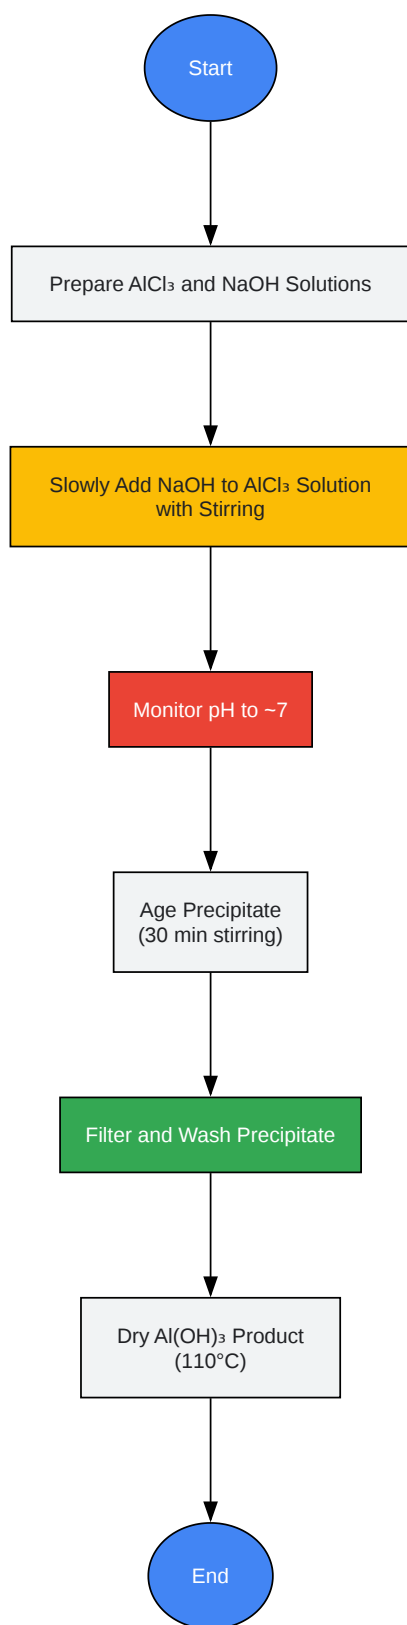 Start
Prepare AlCl₃ and NaOH Solutions
Slowly Add NaOH to AlCl₃ Solution
with Stirring
Monitor pH to ~7
Age Precipitate
(30 min stirring)
Filter and Wash Precipitate
Dry Al(OH)₃ Product
(110°C)
End